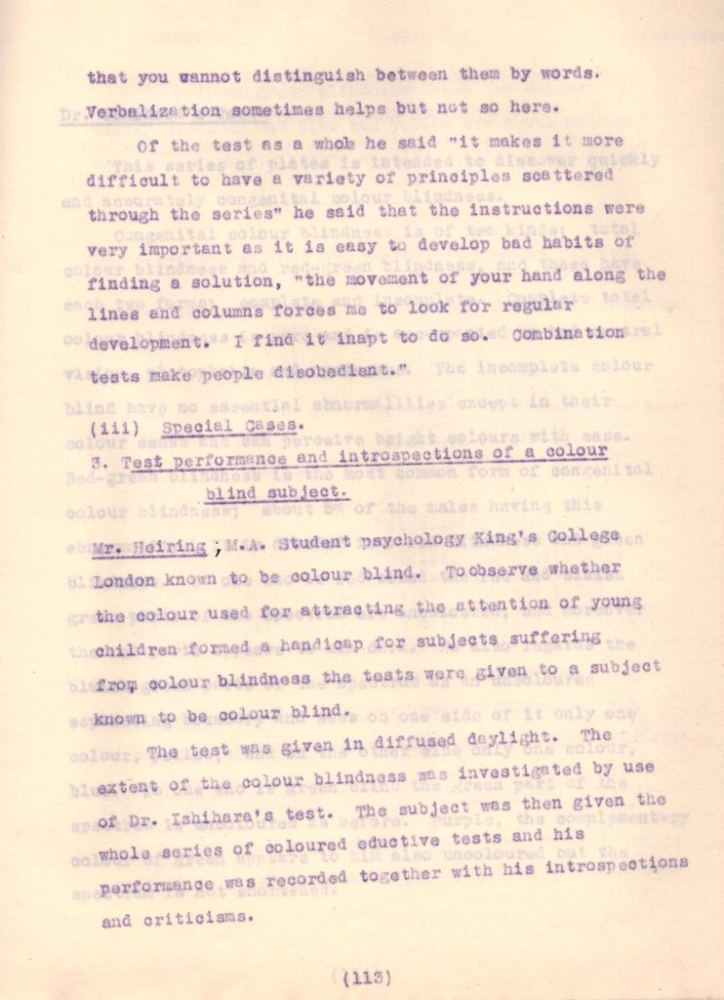 that you cannot distinguish between them by words.
Verbalization sometimes helps but not so here.
Of the test as a whole he said "it makes it more
difficult to have a variety of principles scattered
through the series" he said that the instructions were
very important as it is easy to develop bad habits of
finding a solution, "the movement of your hand along the
lines and columns forces me to look for regular
development. I find it inapt to do so. Combination
tests make people disobedient."
(iii) Special Cases.
3. Test performance and introspections of a colour
blind subject.
Mr. Heiring; M.A. Student psychology King's College
London known to be colour blind. To observe whether
the colour used for attracting the attention of young
children formed a handicap for subjects suffering
from colour blindness the tests were given to a subject
known to be colour blind.
The test was given in diffused daylight. The
extent of the colour blindness was investigated by use
of Dr. Ishihara's test. The subject was then given the
whole series of coloured eductive tests and his
performance was recorded together with his introspections
and criticisms.
(113)